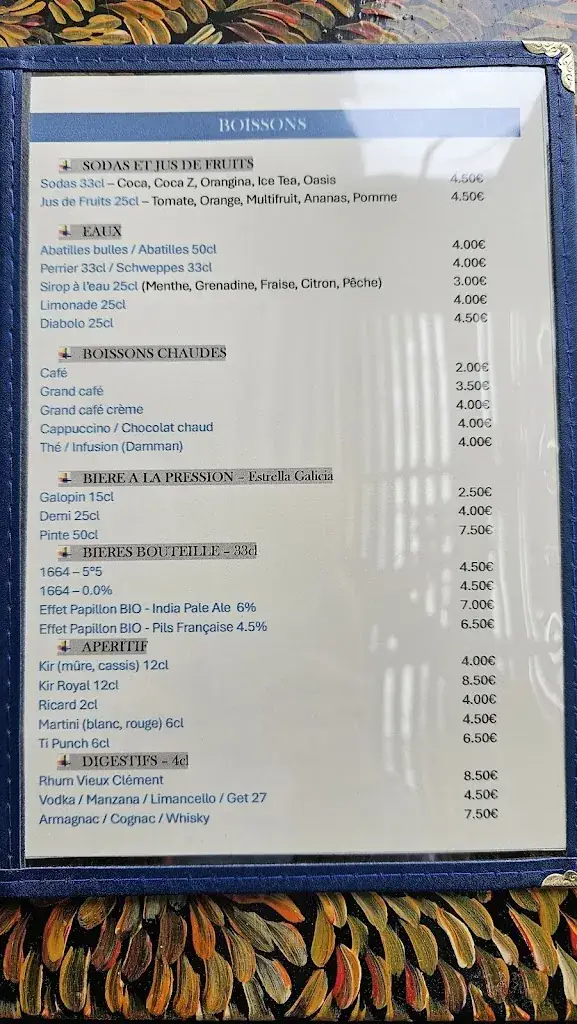 BOISSONS
SODAS ET JUS DE FRUITS
Sodas 33cl – Coca, Coca Z, Orangina, Ice Tea, Oasis 4.50€
Jus de Fruits 25cl – Tomate, Orange, Multifruit, Ananas, Pomme 4.50€
EAUX
Abatilles bulles / Abatilles 50cl 4.00€
Perrier 33cl / Schweppes 33cl 4.00€
Sirop à l'eau 25cl (Menthe, Grenadine, Fraise, Citron, Pêche) 3.00€
Limonade 25cl 4.00€
Diabolo 25cl 4.50€
BOISSONS CHAUDES
Café 2.00€
Grand café 3.50€
Grand café crème 4.00€
Cappuccino / Chocolat chaud 4.00€
Thé / Infusion (Damman) 4.00€
BIERE A LA PRESSION – Estrella Galicia
Galopin 15cl 2.50€
Demi 25cl 4.00€
Pinte 50cl 7.50€
BIERES BOUTEILLE – 33cl
1664 – 5°5 4.50€
1664 – 0.0% 4.50€
Effet Papillon BIO - India Pale Ale 6% 7.00€
Effet Papillon BIO - Pils Française 4.5% 6.50€
APERITIF
Kir (mûre, cassis) 12cl 4.00€
Kir Royal 12cl 8.50€
Ricard 2cl 4.00€
Martini (blanc, rouge) 6cl 4.50€
Ti Punch 6cl 6.50€
DIGESTIFS – 4cl
Rhum Vieux Clément 8.50€
Vodka / Manzana / Limancello / Get 27 4.50€
Armagnac / Cognac / Whisky 7.50€